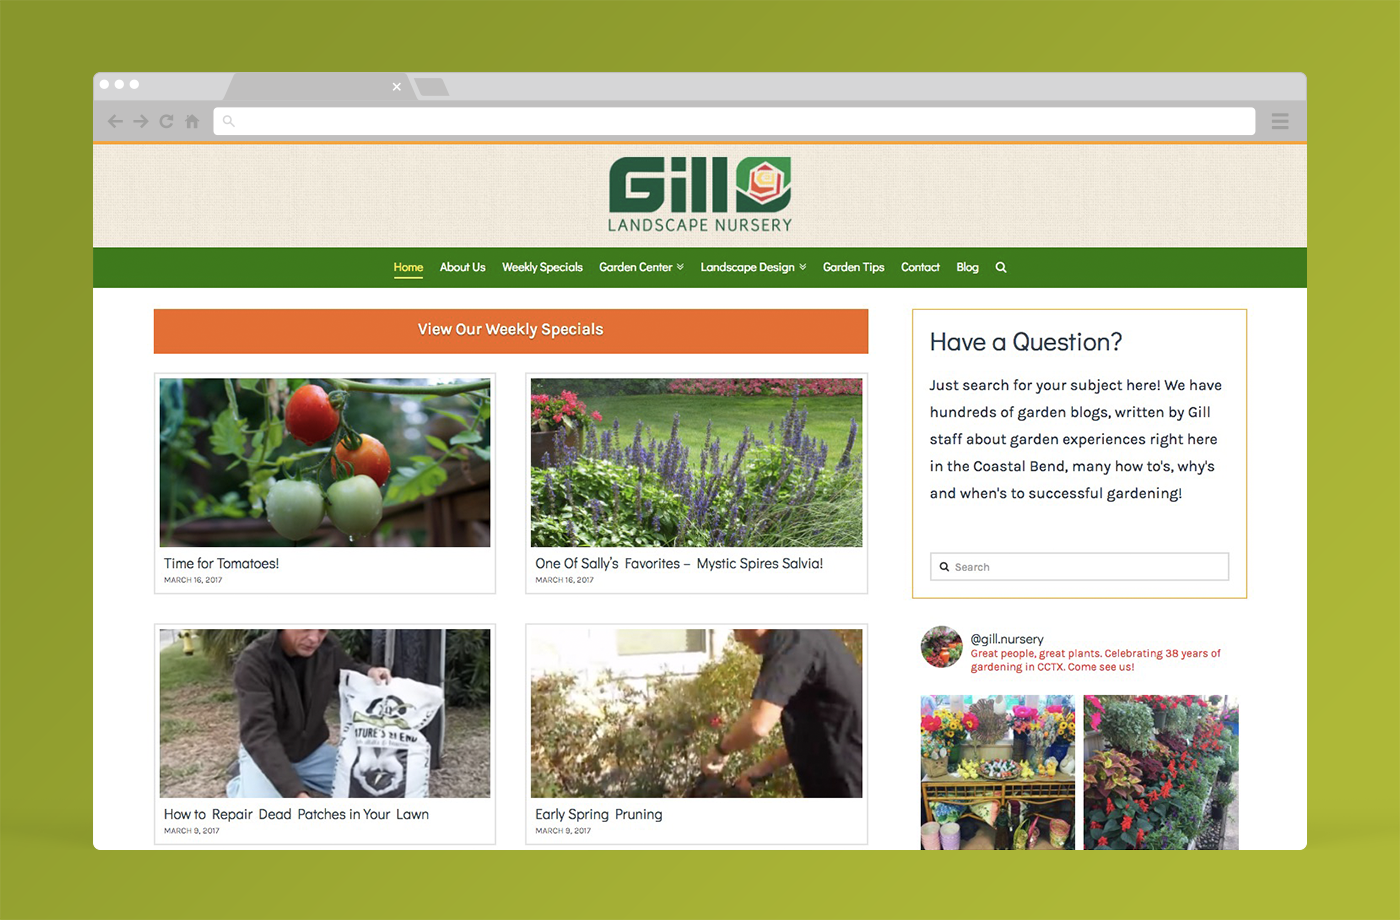 Gill
LANDSCAPE NURSERY
Home About Us Weekly Specials Garden Center Landscape Design Garden Tips Contact Blog
View Our Weekly Specials
Time for Tomatoes!
MARCH 16, 2017
One Of Sally's Favorites – Mystic Spires Salvia!
MARCH 16, 2017
How to Repair Dead Patches in Your Lawn
MARCH 9, 2017
Early Spring Pruning
MARCH 9, 2017
Have a Question?
Just search for your subject here! We have
hundreds of garden blogs, written by Gill
staff about garden experiences right here
in the Coastal Bend, many how to's, why's
and when's to successful gardening!
Search
@gill.nursery
Great people, great plants. Celebrating 38 years of
gardening in CCTX. Come see us!